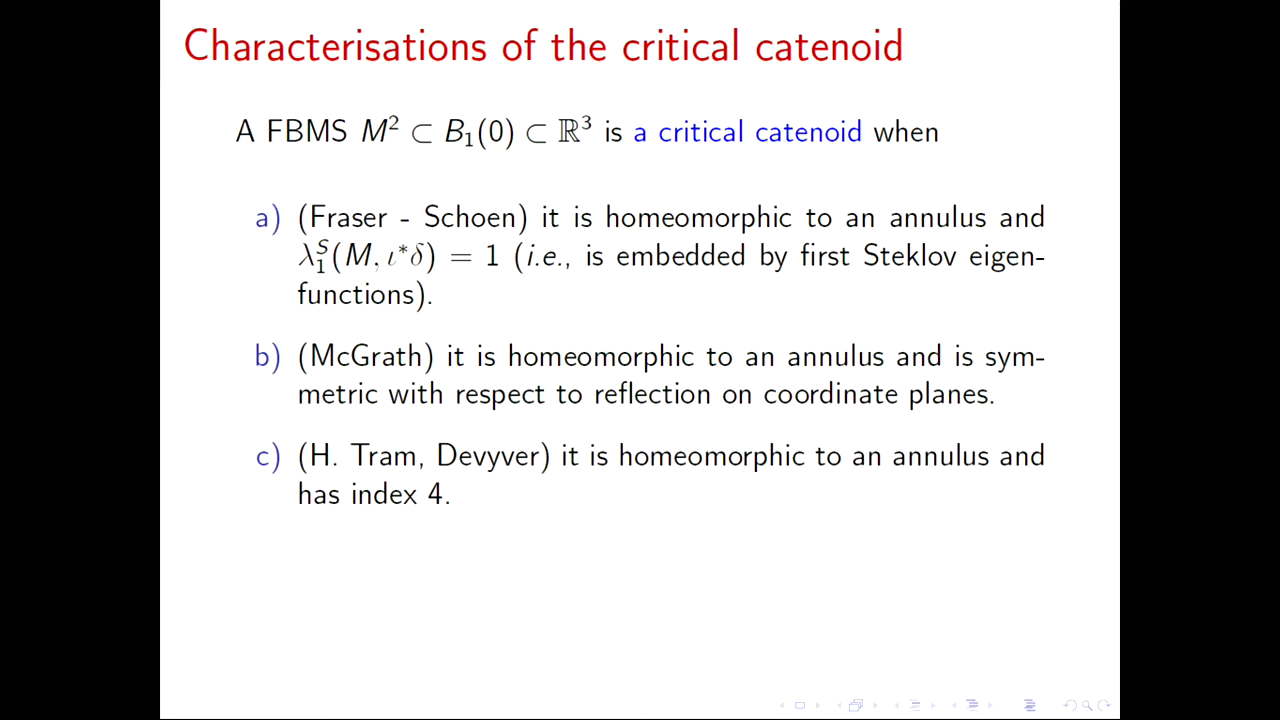 Characterisations of the critical catenoid
A FBMS M² ⊂ B₁(0) ⊂ ℝ³ is a critical catenoid when
a) (Fraser - Schoen) it is homeomorphic to an annulus and
λ₁ˢ(M, ι*δ) = 1 (i.e., is embedded by first Steklov eigen-
functions).
b) (McGrath) it is homeomorphic to an annulus and is sym-
metric with respect to reflection on coordinate planes.
c) (H. Tram, Devyver) it is homeomorphic to an annulus and
has index 4.